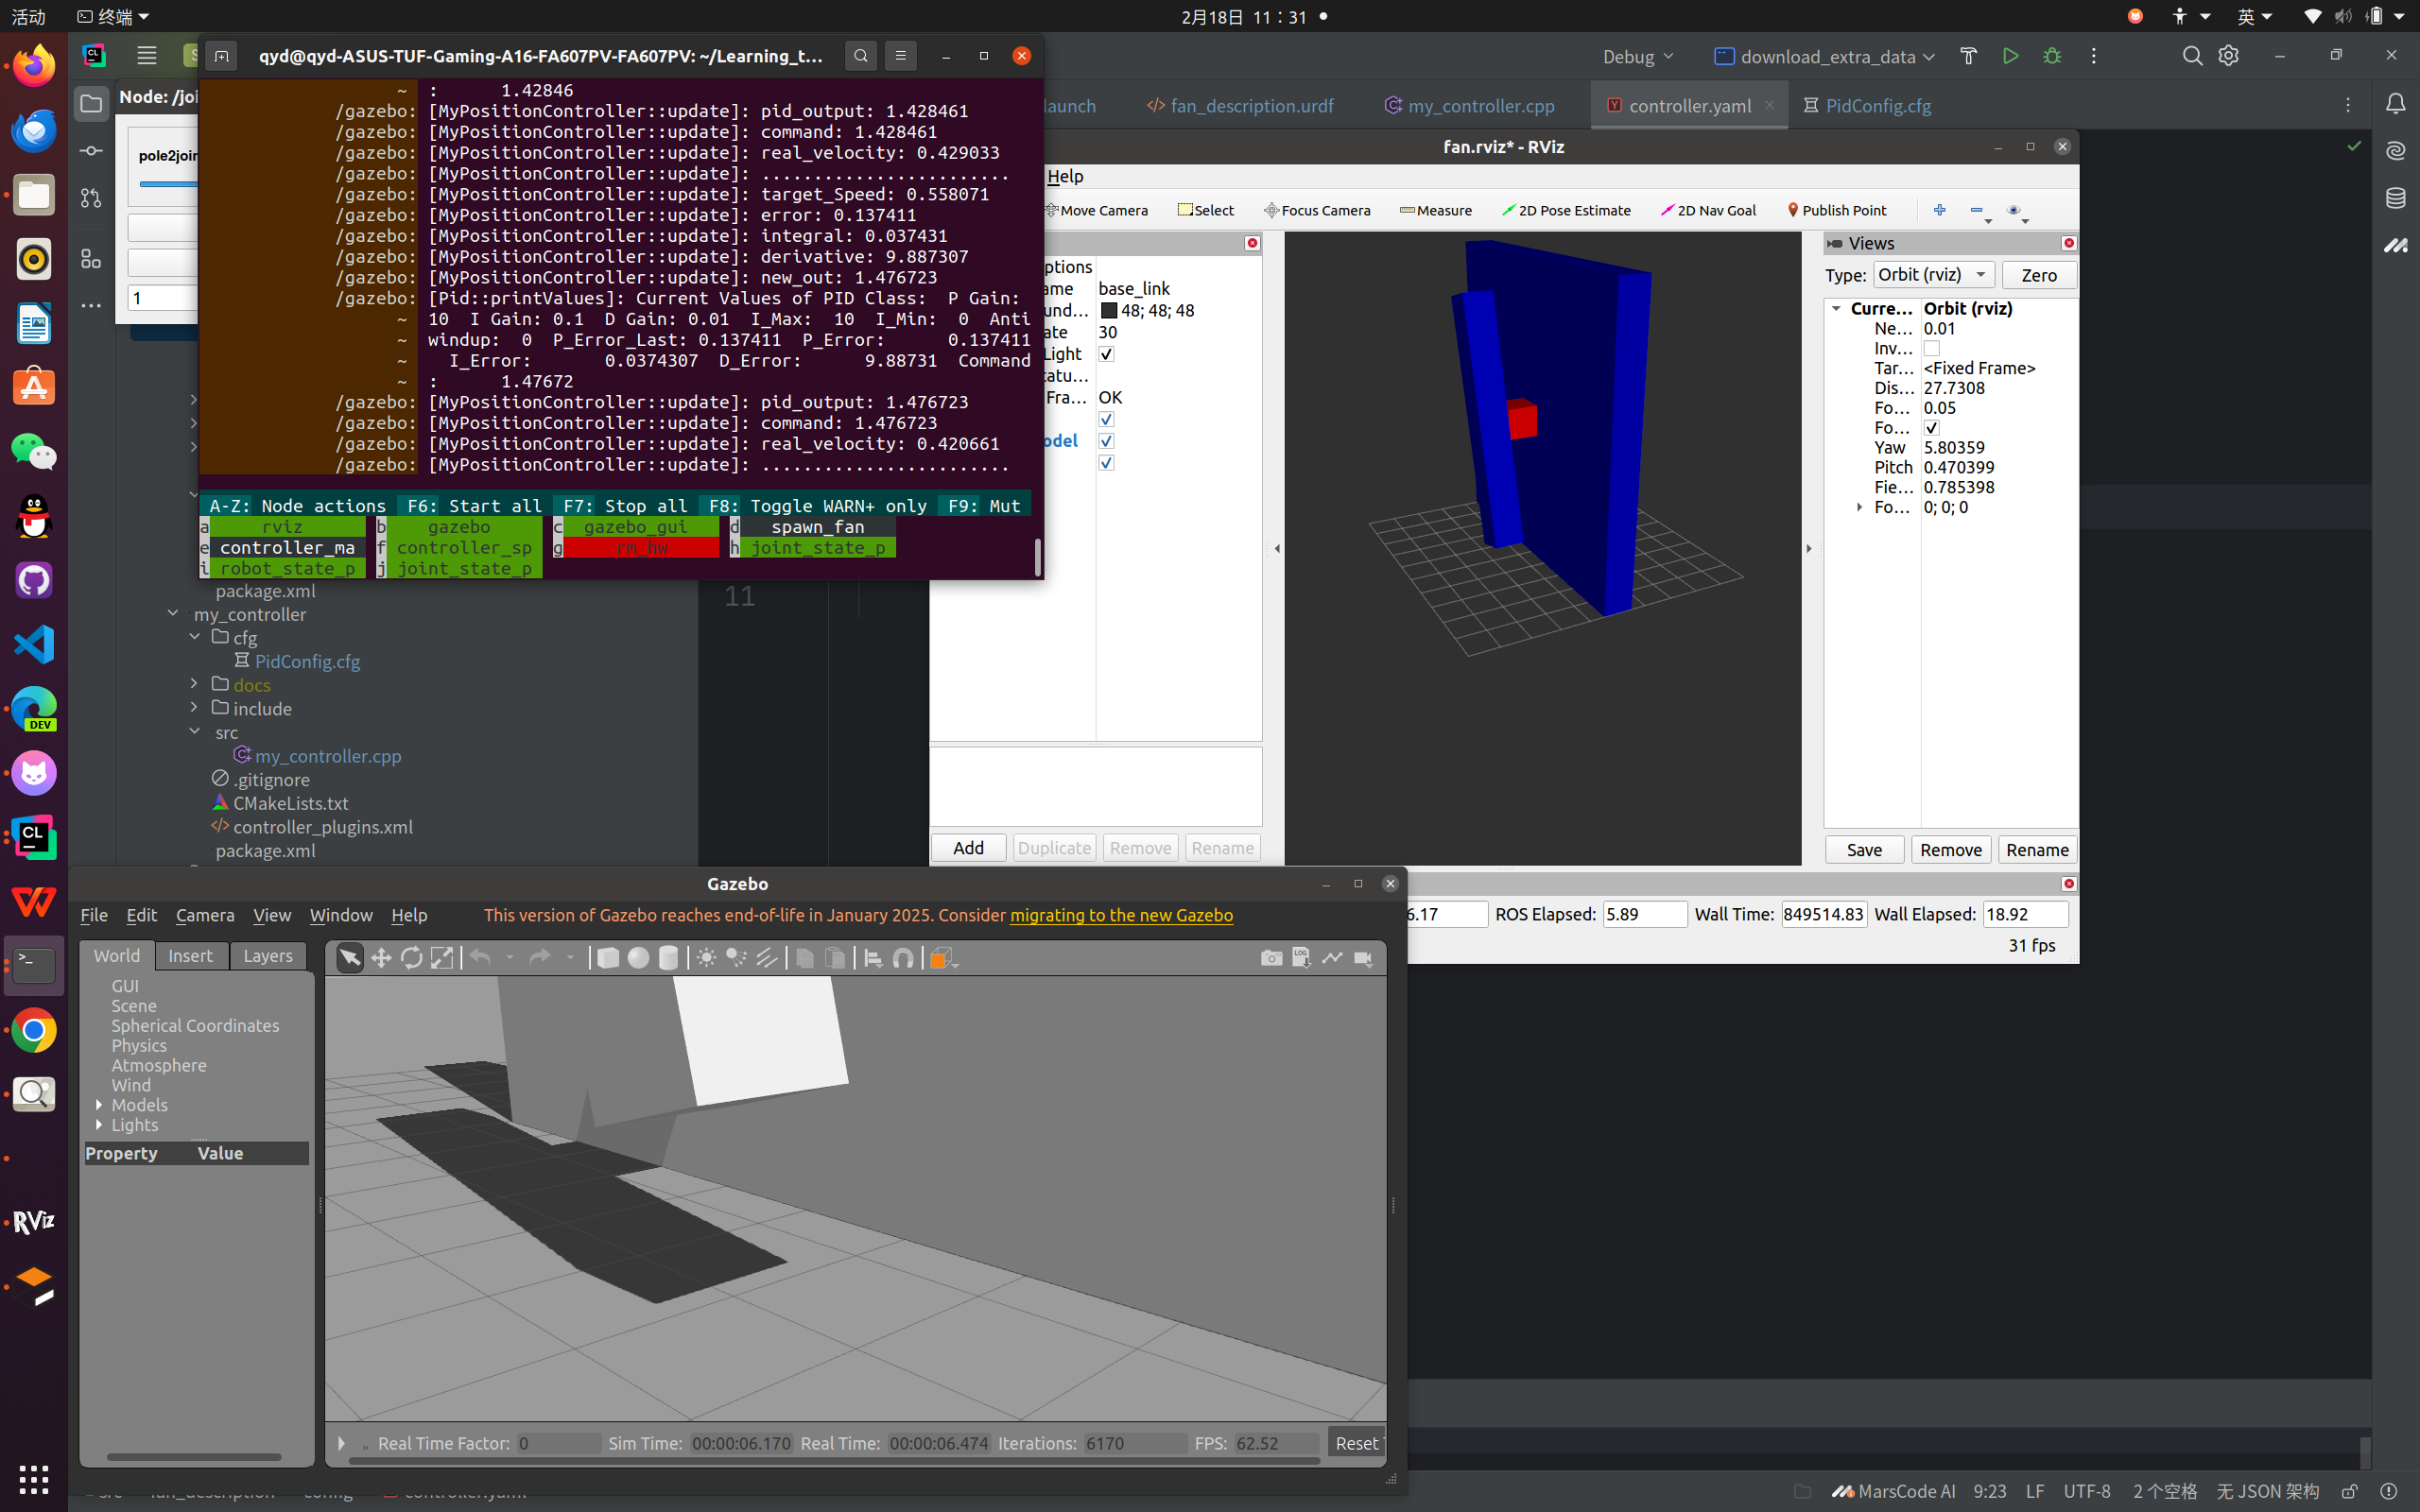 活动
终端
2月18日 11：31
英
qyd@qyd-ASUS-TUF-Gaming-A16-FA607PV-FA607PV: ~/Learning_t...
Debug
download_extra_data
fan_description.urdf
my_controller.cpp
controller.yaml
PidConfig.cfg
Node: /joi
pole2join
1
~ : 1.42846
/gazebo: [MyPositionController::update]: pid_output: 1.428461
/gazebo: [MyPositionController::update]: command: 1.428461
/gazebo: [MyPositionController::update]: real_velocity: 0.429033
/gazebo: [MyPositionController::update]: ........................
/gazebo: [MyPositionController::update]: target_Speed: 0.558071
/gazebo: [MyPositionController::update]: error: 0.137411
/gazebo: [MyPositionController::update]: integral: 0.037431
/gazebo: [MyPositionController::update]: derivative: 9.887307
/gazebo: [MyPositionController::update]: new_out: 1.476723
/gazebo: [Pid::printValues]: Current Values of PID Class: P Gain:
~ 10 I Gain: 0.1 D Gain: 0.01 I_Max: 10 I_Min: 0 Anti
~ windup: 0 P_Error_Last: 0.137411 P_Error: 0.137411
~ I_Error: 0.0374307 D_Error: 9.88731 Command
~ : 1.47672
/gazebo: [MyPositionController::update]: pid_output: 1.476723
/gazebo: [MyPositionController::update]: command: 1.476723
/gazebo: [MyPositionController::update]: real_velocity: 0.420661
/gazebo: [MyPositionController::update]: ........................
A-Z: Node actions F6: Start all F7: Stop all F8: Toggle WARN+ only F9: Mut
a rviz b gazebo c gazebo_gui d spawn_fan
e controller_ma f controller_sp g rm_hw h joint_state_p
i robot_state_p j joint_state_p
package.xml
my_controller
cfg
PidConfig.cfg
docs
include
src
my_controller.cpp
.gitignore
CMakeLists.txt
controller_plugins.xml
package.xml
11
fan.rviz* - RViz
Help
Move Camera Select Focus Camera Measure 2D Pose Estimate 2D Nav Goal Publish Point
ptions
ame base_link
und... 48; 48; 48
ate 30
Light
tatu...
Fra... OK
odel
Add Duplicate Remove Rename
Views
Type: Orbit (rviz) Zero
Curre... Orbit (rviz)
Ne... 0.01
Inv...
Tar... <Fixed Frame>
Dis... 27.7308
Fo... 0.05
Fo...
Yaw 5.80359
Pitch 0.470399
Fie... 0.785398
Fo... 0; 0; 0
Save Remove Rename
6.17 ROS Elapsed: 5.89 Wall Time: 849514.83 Wall Elapsed: 18.92
31 fps
Gazebo
File Edit Camera View Window Help This version of Gazebo reaches end-of-life in January 2025. Consider migrating to the new Gazebo
World Insert Layers
GUI
Scene
Spherical Coordinates
Physics
Atmosphere
Wind
Models
Lights
Property Value
Real Time Factor: 0 Sim Time: 00:00:06.170 Real Time: 00:00:06.474 Iterations: 6170 FPS: 62.52 Reset
MarsCode AI 9:23 LF UTF-8 2 个空格 无 JSON 架构
DEV
CL
RViz